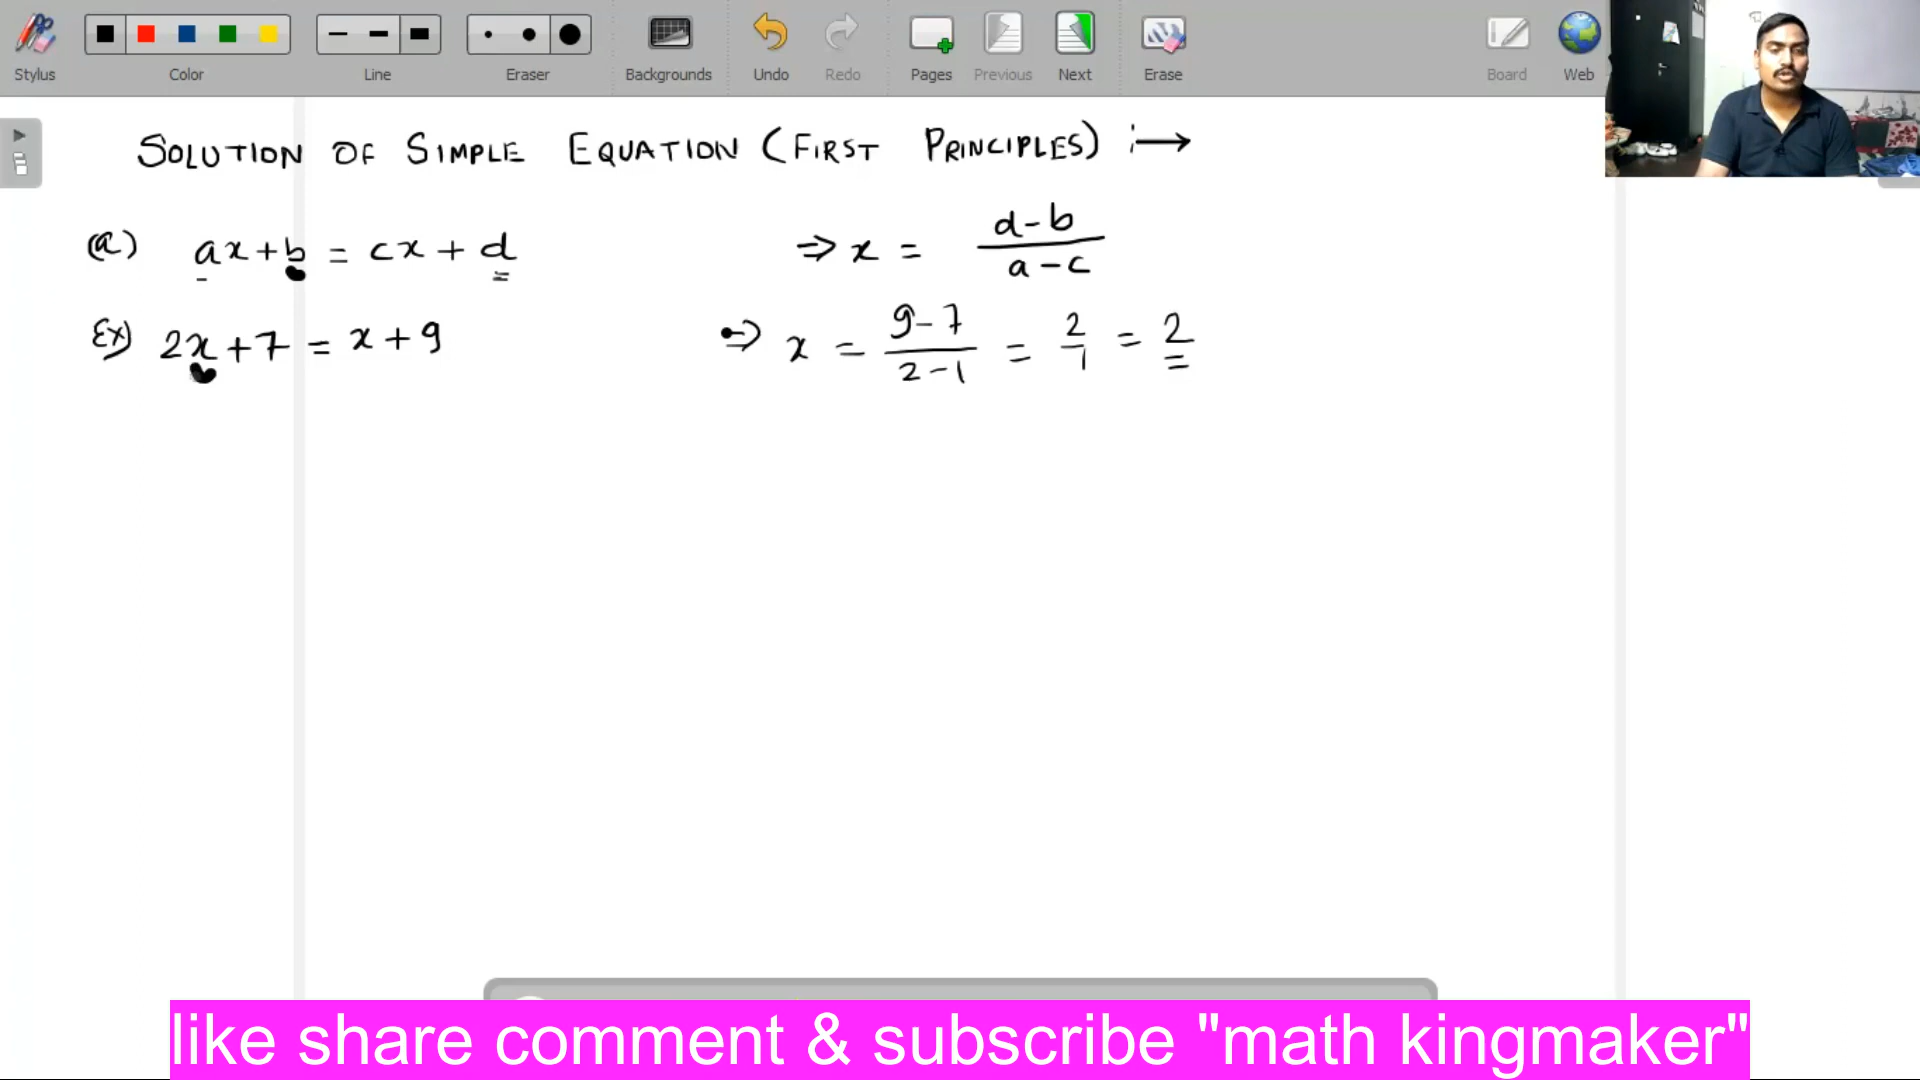 Stylus Color Line Eraser Backgrounds Undo Redo Pages Previous Next Erase Board Web
SOLUTION OF SIMPLE EQUATION (FIRST PRINCIPLES) :→
(a) ax+b = cx + d ⇒ x = (d-b)/(a-c)
Ex) 2x+7 = x+9 ⇒ x = (9-7)/(2-1) = 2/1 = 2
like share comment & subscribe "math kingmaker"